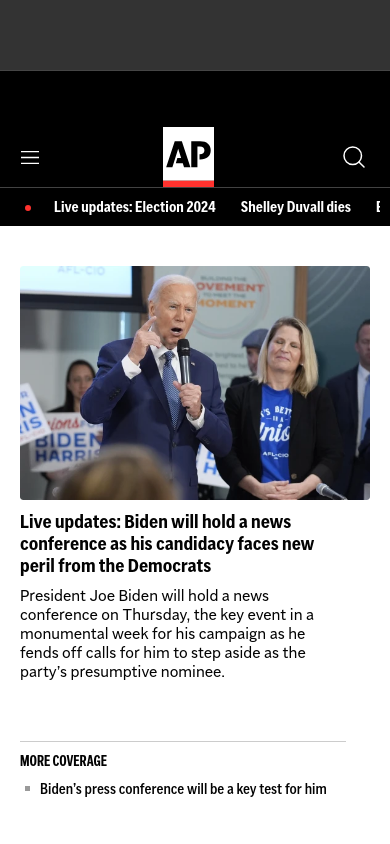 AP
Live updates: Election 2024 Shelley Duvall dies
AFL-CIO
BUILDING THE
MOVEMENT
TO MEET THE
MOMENT
BIDEN
HARRIS
IT'S BETTER
Union
AFL-CIO
Live updates: Biden will hold a news
conference as his candidacy faces new
peril from the Democrats
President Joe Biden will hold a news
conference on Thursday, the key event in a
monumental week for his campaign as he
fends off calls for him to step aside as the
party’s presumptive nominee.
MORE COVERAGE
Biden’s press conference will be a key test for him